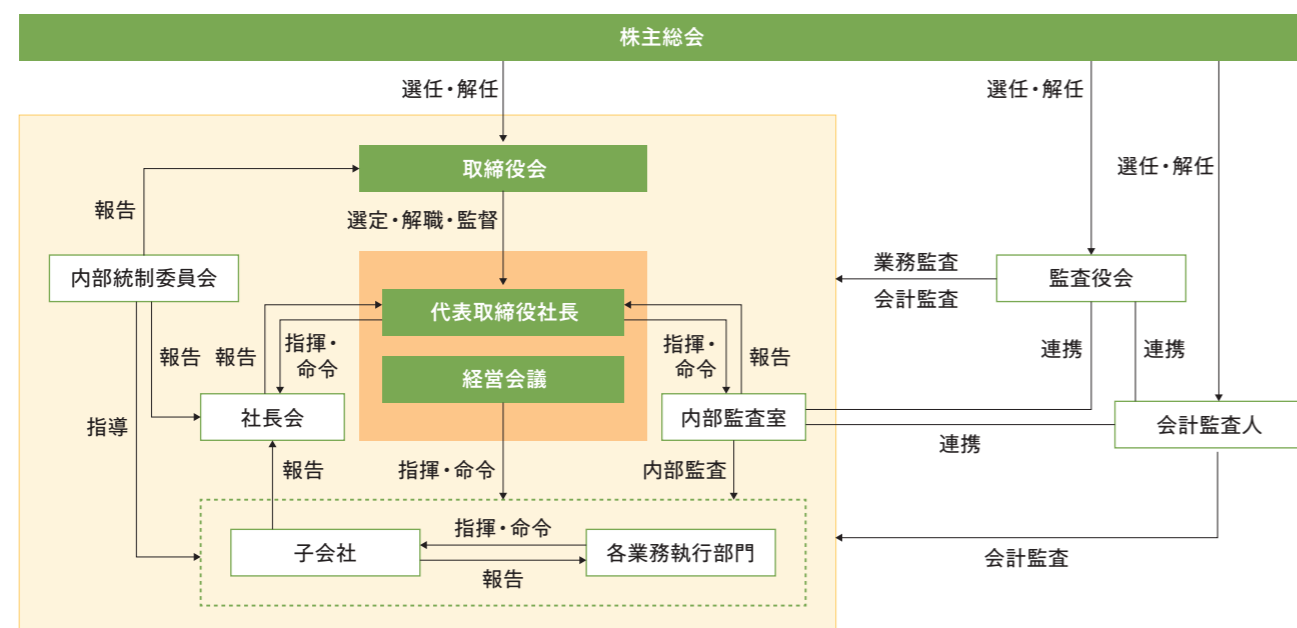 株主総会
選任・解任
選任・解任
選任・解任
取締役会
報告
選定・解職・監督
内部統制委員会
業務監査
会計監査
監査役会
代表取締役社長
報告
報告
指揮・
命令
指揮・
命令
報告
連携
連携
経営会議
社長会
内部監査室
会計監査人
指導
連携
報告
指揮・命令
内部監査
指揮・命令
子会社
各業務執行部門
報告
会計監査